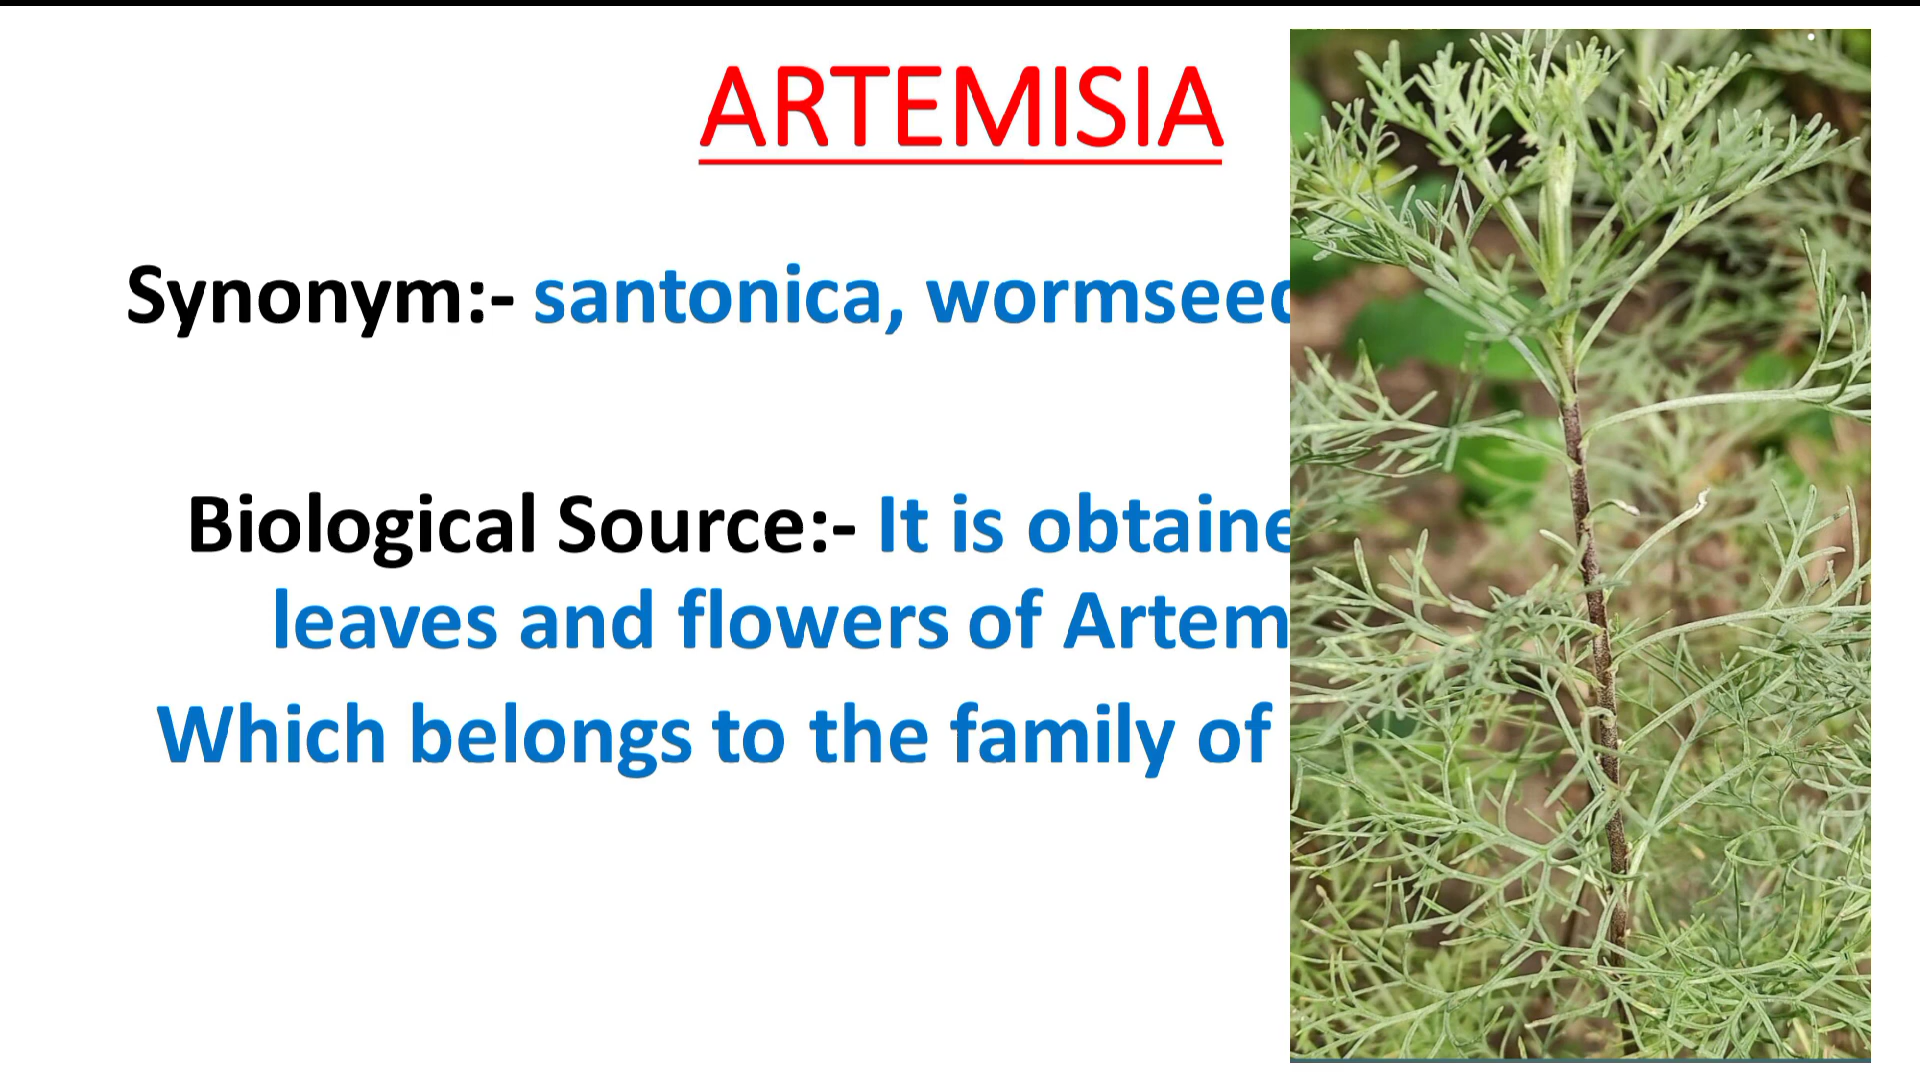 ARTEMISIA
Synonym:- santonica, wormseed
Biological Source:- It is obtaine
leaves and flowers of Artem
Which belongs to the family of